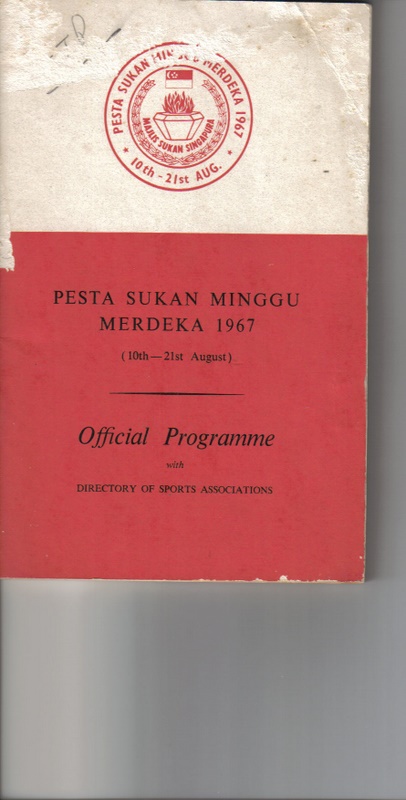 PESTA SUKAN MINGGU MERDEKA 1967
MAJLIS SUKAN SINGAPURA
★ 10th - 21st AUG. ★
PESTA SUKAN MINGGU
MERDEKA 1967
(10th—21st August)
Official Programme
with
DIRECTORY OF SPORTS ASSOCIATIONS